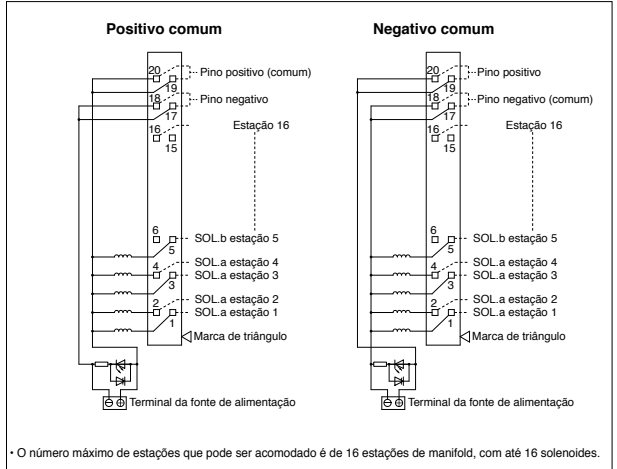 Positivo comum
20
Pino positivo (comum)
19
18
Pino negativo
17
16
Estação 16
15
6
SOL.b estação 5
5
SOL.a estação 4
4
SOL.a estação 3
3
SOL.a estação 2
2
SOL.a estação 1
1
Marca de triângulo
Terminal da fonte de alimentação
Negativo comum
20
Pino positivo
19
18
Pino negativo (comum)
17
16
Estação 16
15
6
SOL.b estação 5
5
SOL.a estação 4
4
SOL.a estação 3
3
SOL.a estação 2
2
SOL.a estação 1
1
Marca de triângulo
Terminal da fonte de alimentação
• O número máximo de estações que pode ser acomodado é de 16 estações de manifold, com até 16 solenoides.